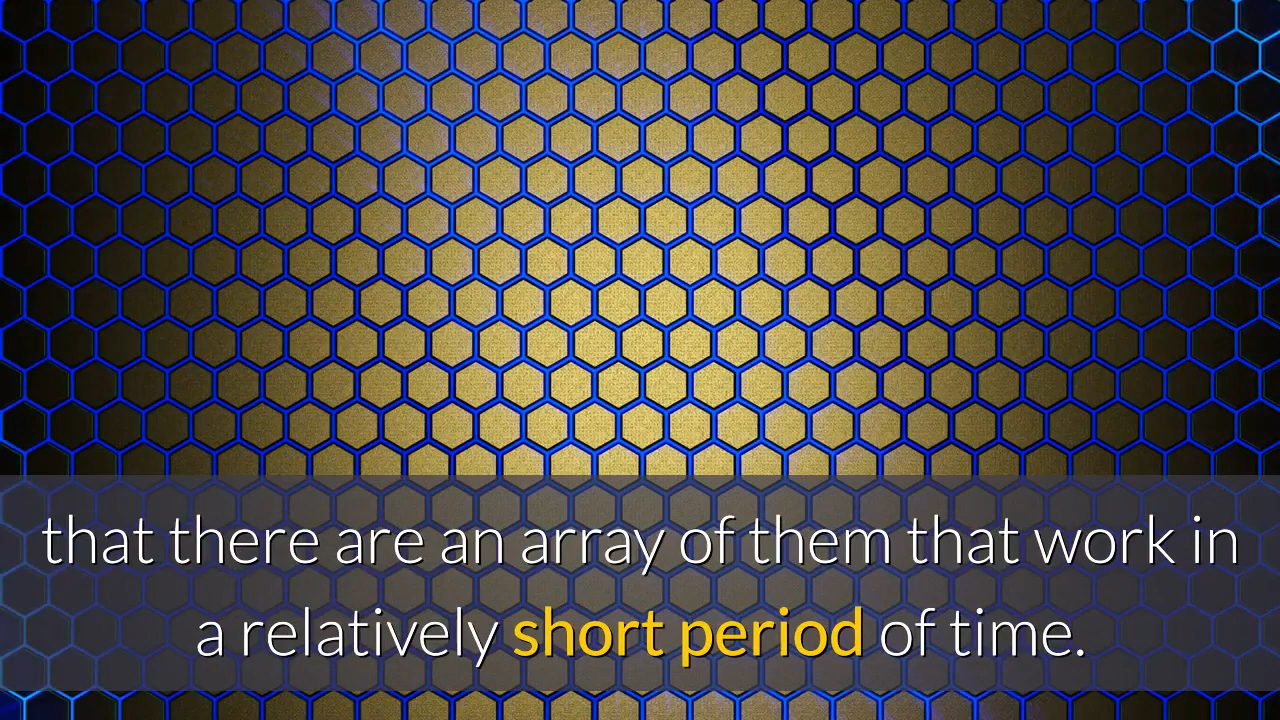 that there are an array of them that work in
a relatively short period of time.